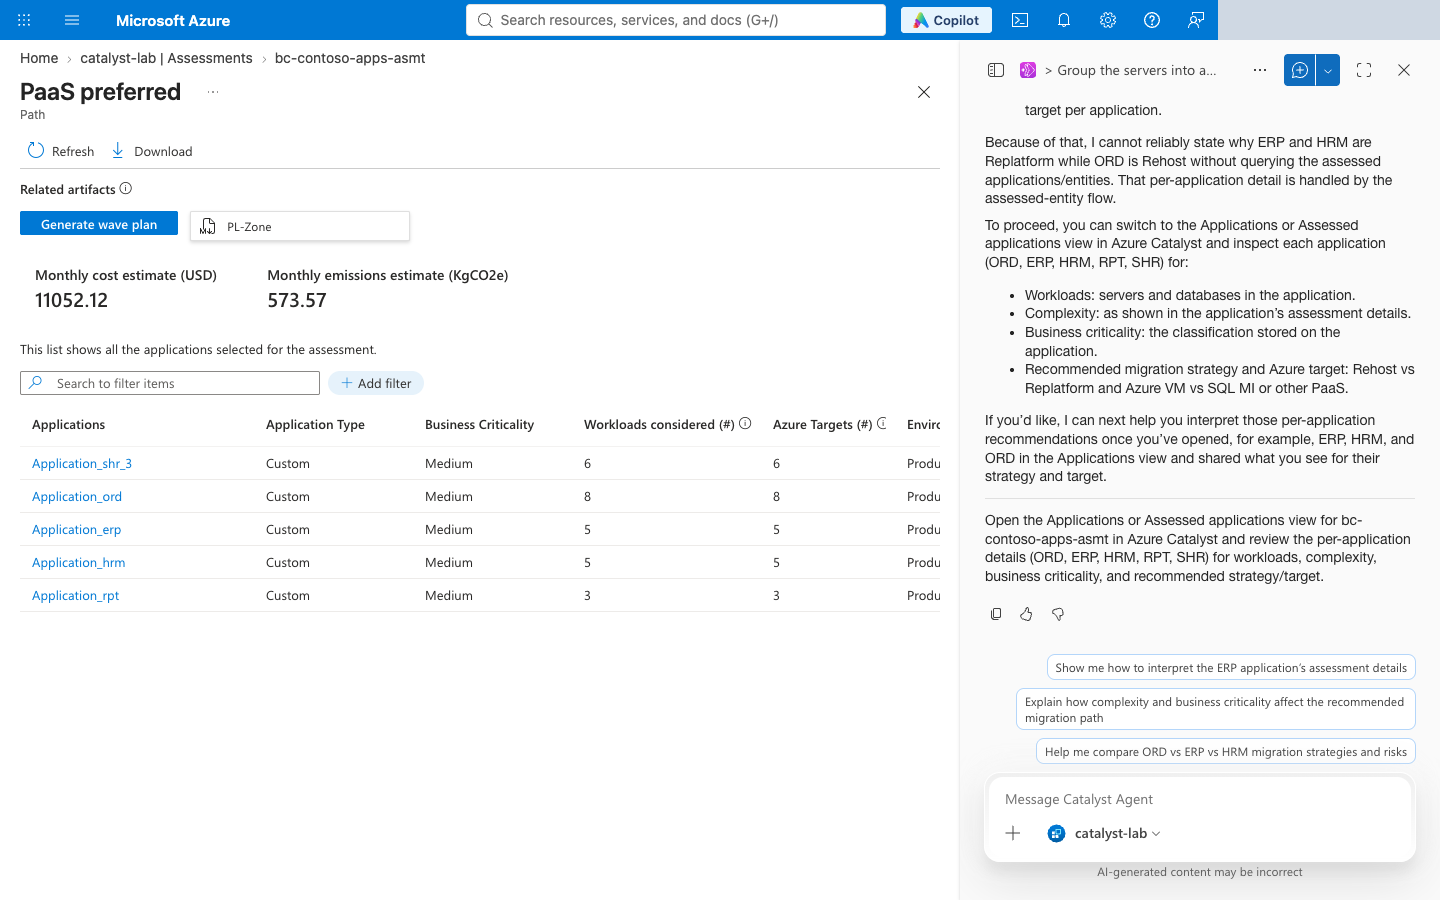 Microsoft Azure
Search resources, services, and docs (G+/)
Copilot
Home > catalyst-lab | Assessments > bc-contoso-apps-asmt
PaaS preferred ...
Path
Refresh Download
Related artifacts
Generate wave plan
PL-Zone
Monthly cost estimate (USD) Monthly emissions estimate (KgCO2e)
11052.12 573.57
This list shows all the applications selected for the assessment.
Search to filter items
Add filter
Applications Application Type Business Criticality Workloads considered (#) Azure Targets (#) Enviro
Application_shr_3 Custom Medium 6 6 Produ
Application_ord Custom Medium 8 8 Produ
Application_erp Custom Medium 5 5 Produ
Application_hrm Custom Medium 5 5 Produ
Application_rpt Custom Medium 3 3 Produ
> Group the servers into a...
target per application.
Because of that, I cannot reliably state why ERP and HRM are
Replatform while ORD is Rehost without querying the assessed
applications/entities. That per-application detail is handled by the
assessed-entity flow.
To proceed, you can switch to the Applications or Assessed
applications view in Azure Catalyst and inspect each application
(ORD, ERP, HRM, RPT, SHR) for:
• Workloads: servers and databases in the application.
• Complexity: as shown in the application’s assessment details.
• Business criticality: the classification stored on the
application.
• Recommended migration strategy and Azure target: Rehost vs
Replatform and Azure VM vs SQL MI or other PaaS.
If you’d like, I can next help you interpret those per-application
recommendations once you’ve opened, for example, ERP, HRM, and
ORD in the Applications view and shared what you see for their
strategy and target.
Open the Applications or Assessed applications view for bc-
contoso-apps-asmt in Azure Catalyst and review the per-application
details (ORD, ERP, HRM, RPT, SHR) for workloads, complexity,
business criticality, and recommended strategy/target.
Show me how to interpret the ERP application’s assessment details
Explain how complexity and business criticality affect the recommended
migration path
Help me compare ORD vs ERP vs HRM migration strategies and risks
Message Catalyst Agent
catalyst-lab
AI-generated content may be incorrect